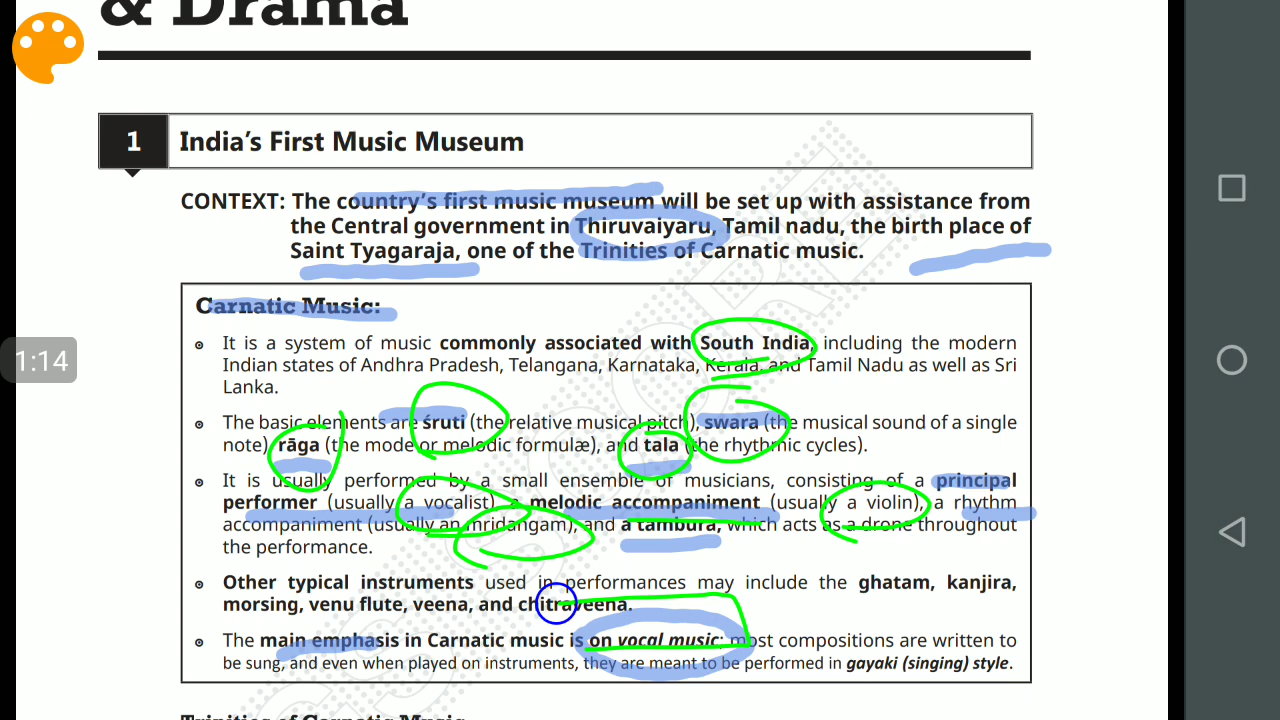 & Drama
1 India's First Music Museum
CONTEXT: The country's first music museum will be set up with assistance from
the Central government in Thiruvaiyaru, Tamil nadu, the birth place of
Saint Tyagaraja, one of the Trinities of Carnatic music.
Carnatic Music:
It is a system of music commonly associated with South India, including the modern
Indian states of Andhra Pradesh, Telangana, Karnataka, Kerala, and Tamil Nadu as well as Sri
Lanka.
1:14
The basic elements are śruti (the relative musical pitch), swara (the musical sound of a single
note), rāga (the mode or melodic formulæ), and tala (the rhythmic cycles).
It is usually performed by a small ensemble of musicians, consisting of a principal
performer (usually a vocalist), a melodic accompaniment (usually a violin), a rhythm
accompaniment (usually an mridangam), and a tambura, which acts as a drone throughout
the performance.
Other typical instruments used in performances may include the ghatam, kanjira,
morsing, venu flute, veena, and chitraveena.
The main emphasis in Carnatic music is on vocal music; most compositions are written to
be sung, and even when played on instruments, they are meant to be performed in gayaki (singing) style.
Trinities of Carnatic Music